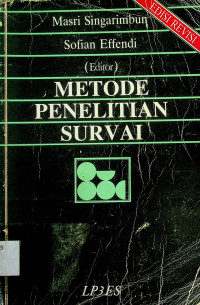 Masri Singarimbun
EDISI REVISI
Sofian Effendi
(Editor)
METODE
PENELITIAN
SURVAI
LP3ES